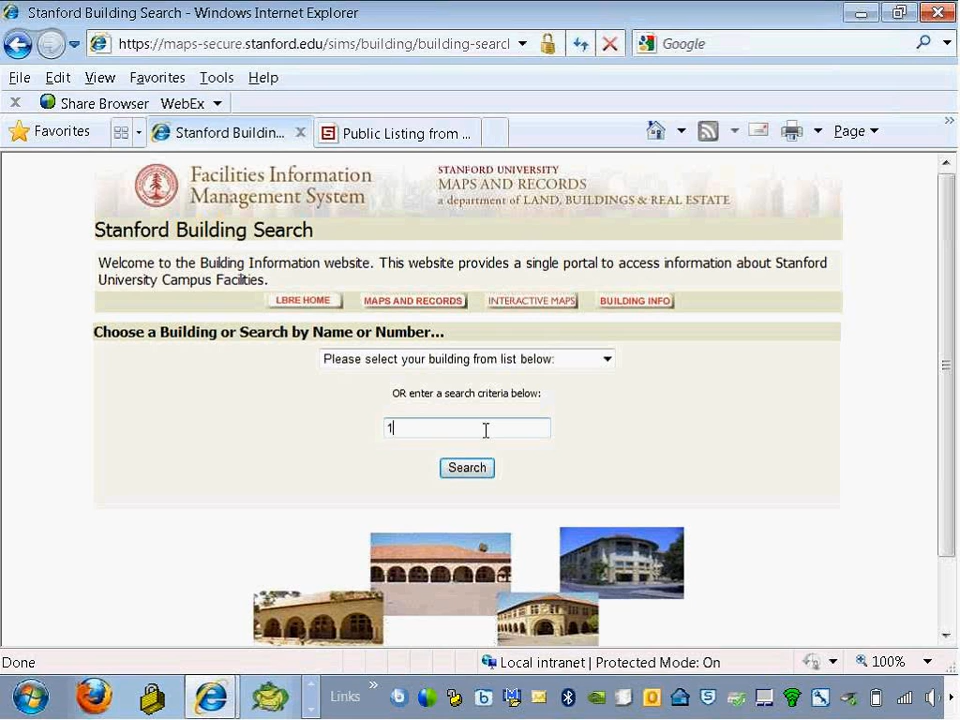 Stanford Building Search - Windows Internet Explorer
https://maps-secure.stanford.edu/sims/building/building-searcl
Google
File Edit View Favorites Tools Help
x Share Browser WebEx
Favorites Stanford Buildin... x Public Listing from ... Page
Facilities Information
Management System
STANFORD UNIVERSITY
MAPS AND RECORDS
a department of LAND, BUILDINGS & REAL ESTATE
Stanford Building Search
Welcome to the Building Information website. This website provides a single portal to access information about Stanford
University Campus Facilities.
LBRE HOME MAPS AND RECORDS INTERACTIVE MAPS BUILDING INFO
Choose a Building or Search by Name or Number...
Please select your building from list below:
OR enter a search criteria below:
1
Search
Done Local intranet | Protected Mode: On 100%
Links